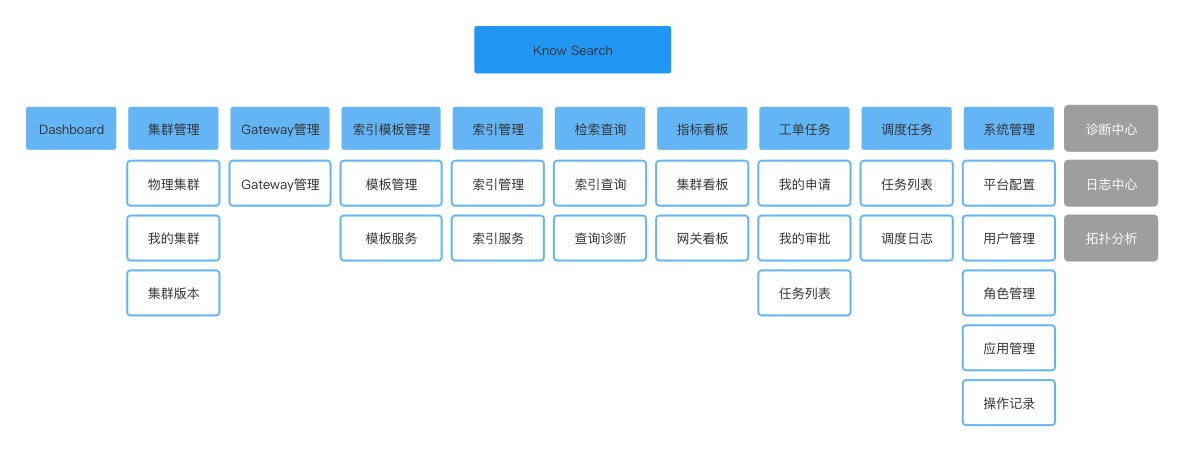 Know Search
Dashboard
集群管理
Gateway管理
索引模板管理
索引管理
检索查询
指标看板
工单任务
调度任务
系统管理
诊断中心
物理集群
Gateway管理
模板管理
索引管理
索引查询
集群看板
我的申请
任务列表
平台配置
日志中心
我的集群
模板服务
索引服务
查询诊断
网关看板
我的审批
调度日志
用户管理
拓扑分析
集群版本
任务列表
角色管理
应用管理
操作记录